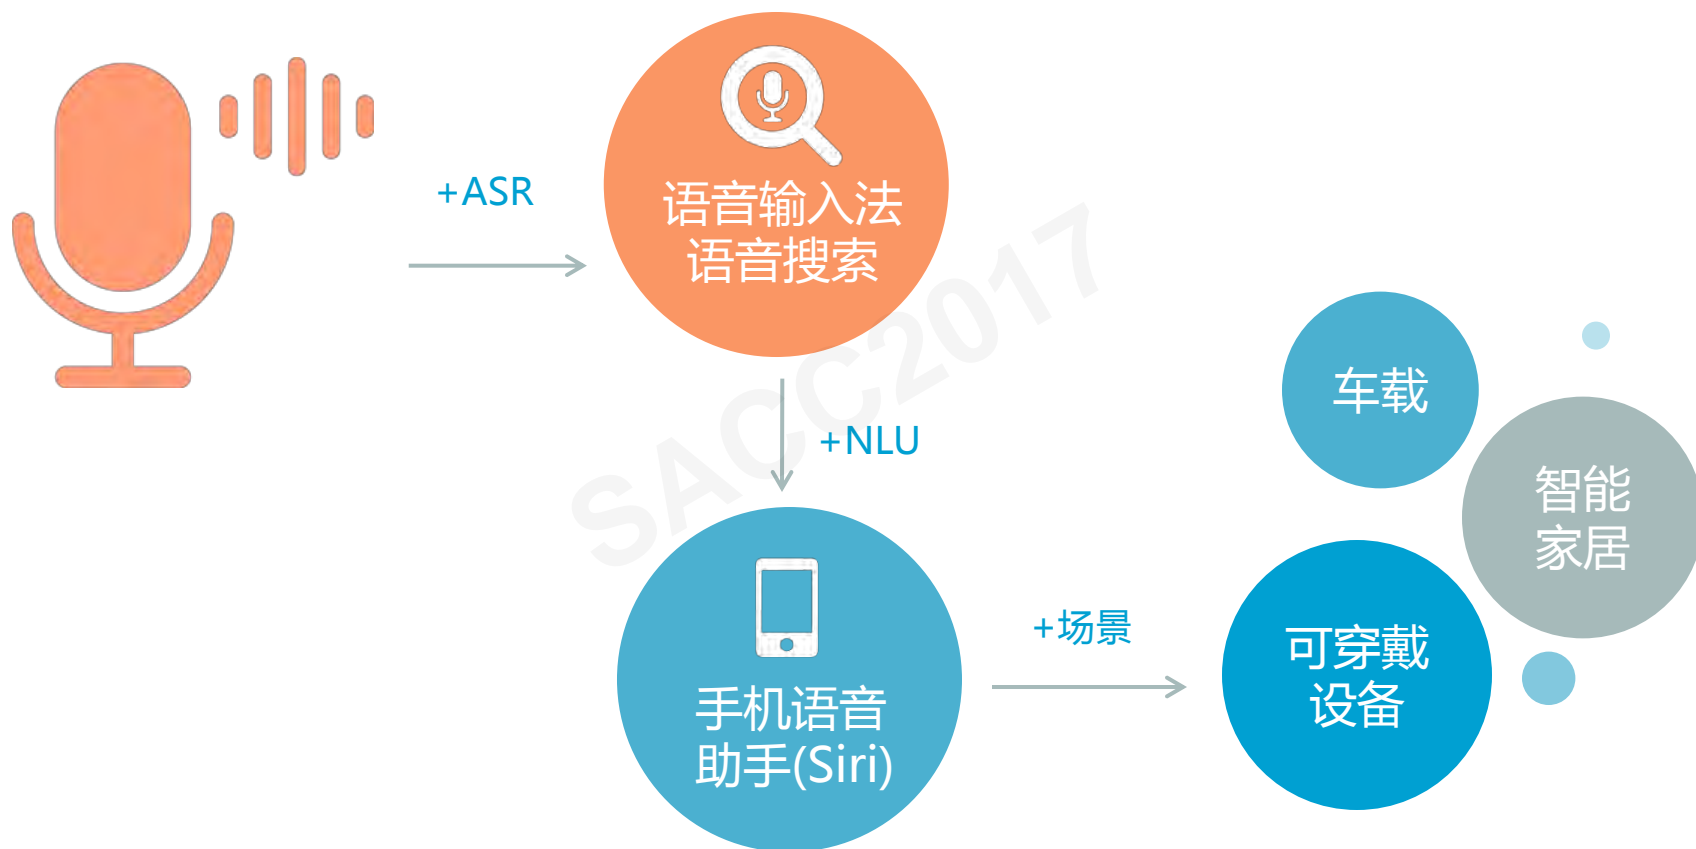 +ASR
语音输入法
语音搜索
SACC2017
+NLU
手机语音
助手(Siri)
+场景
车载
智能
家居
可穿戴
设备